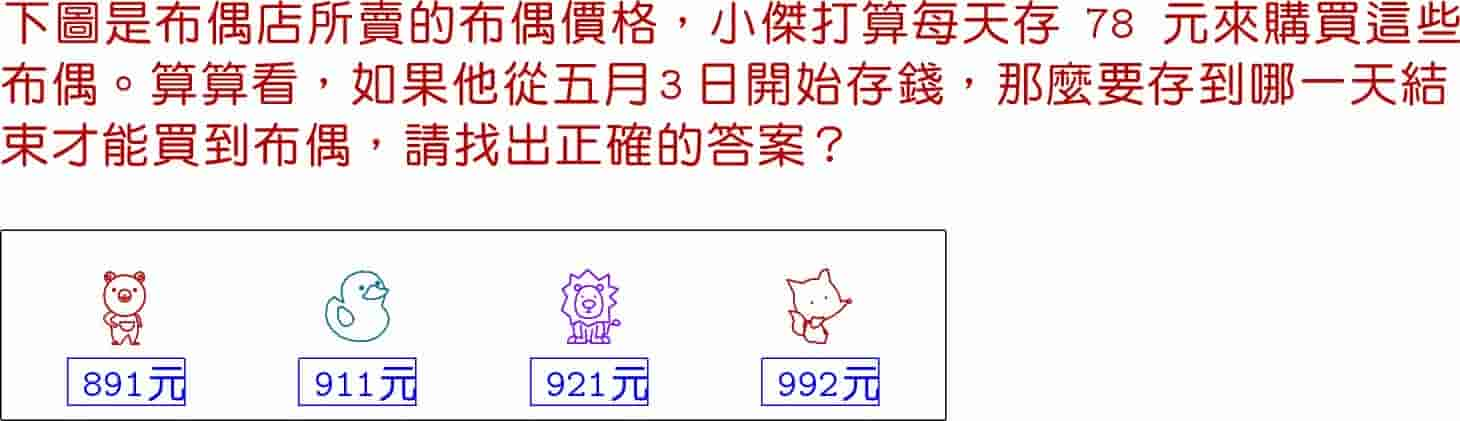 下圖是布偶店所賣的布偶價格，小傑打算每天存 78 元來購買這些
布偶。算算看，如果他從五月3日開始存錢，那麼要存到哪一天結
束才能買到布偶，請找出正確的答案？
891元 911元 921元 992元